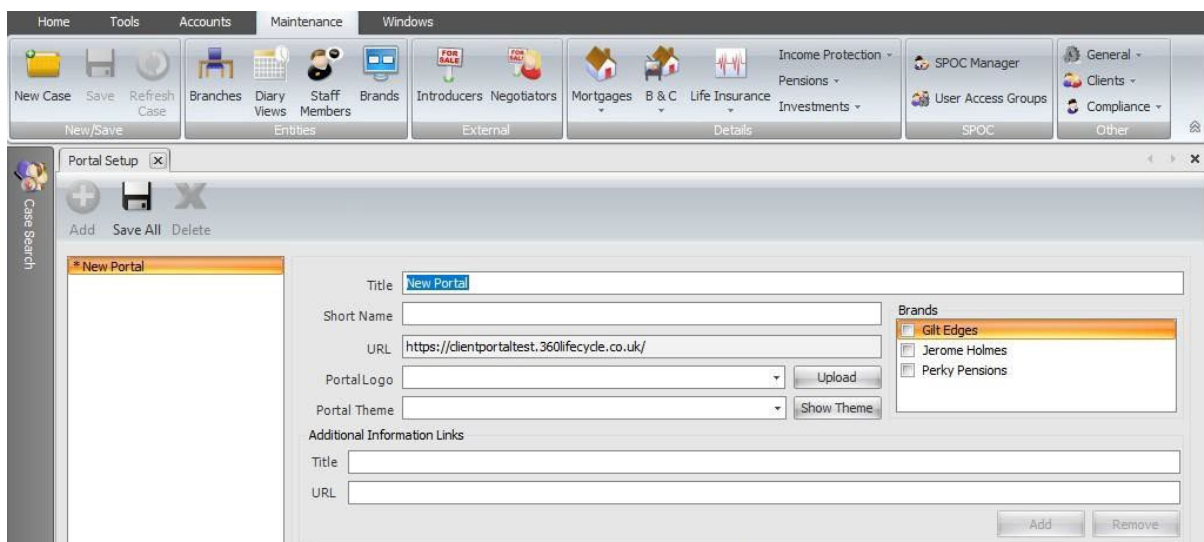 Home Tools Accounts Maintenance Windows
New Case Save Refresh Case
New/Save
Branches Diary Views Staff Members Brands
Entities
FOR SALE
Introducers Negotiators
External
Mortgages B & C Life Insurance
Income Protection
Pensions
Investments
Details
SPOC Manager
User Access Groups
SPOC
General
Clients
Compliance
Other
Case Search
Portal Setup
Add Save All Delete
* New Portal
Title New Portal
Short Name
URL https://clientportaltest.360lifecycle.co.uk/
Portal Logo Upload
Portal Theme Show Theme
Brands
Gilt Edges
Jerome Holmes
Perky Pensions
Additional Information Links
Title
URL
Add Remove